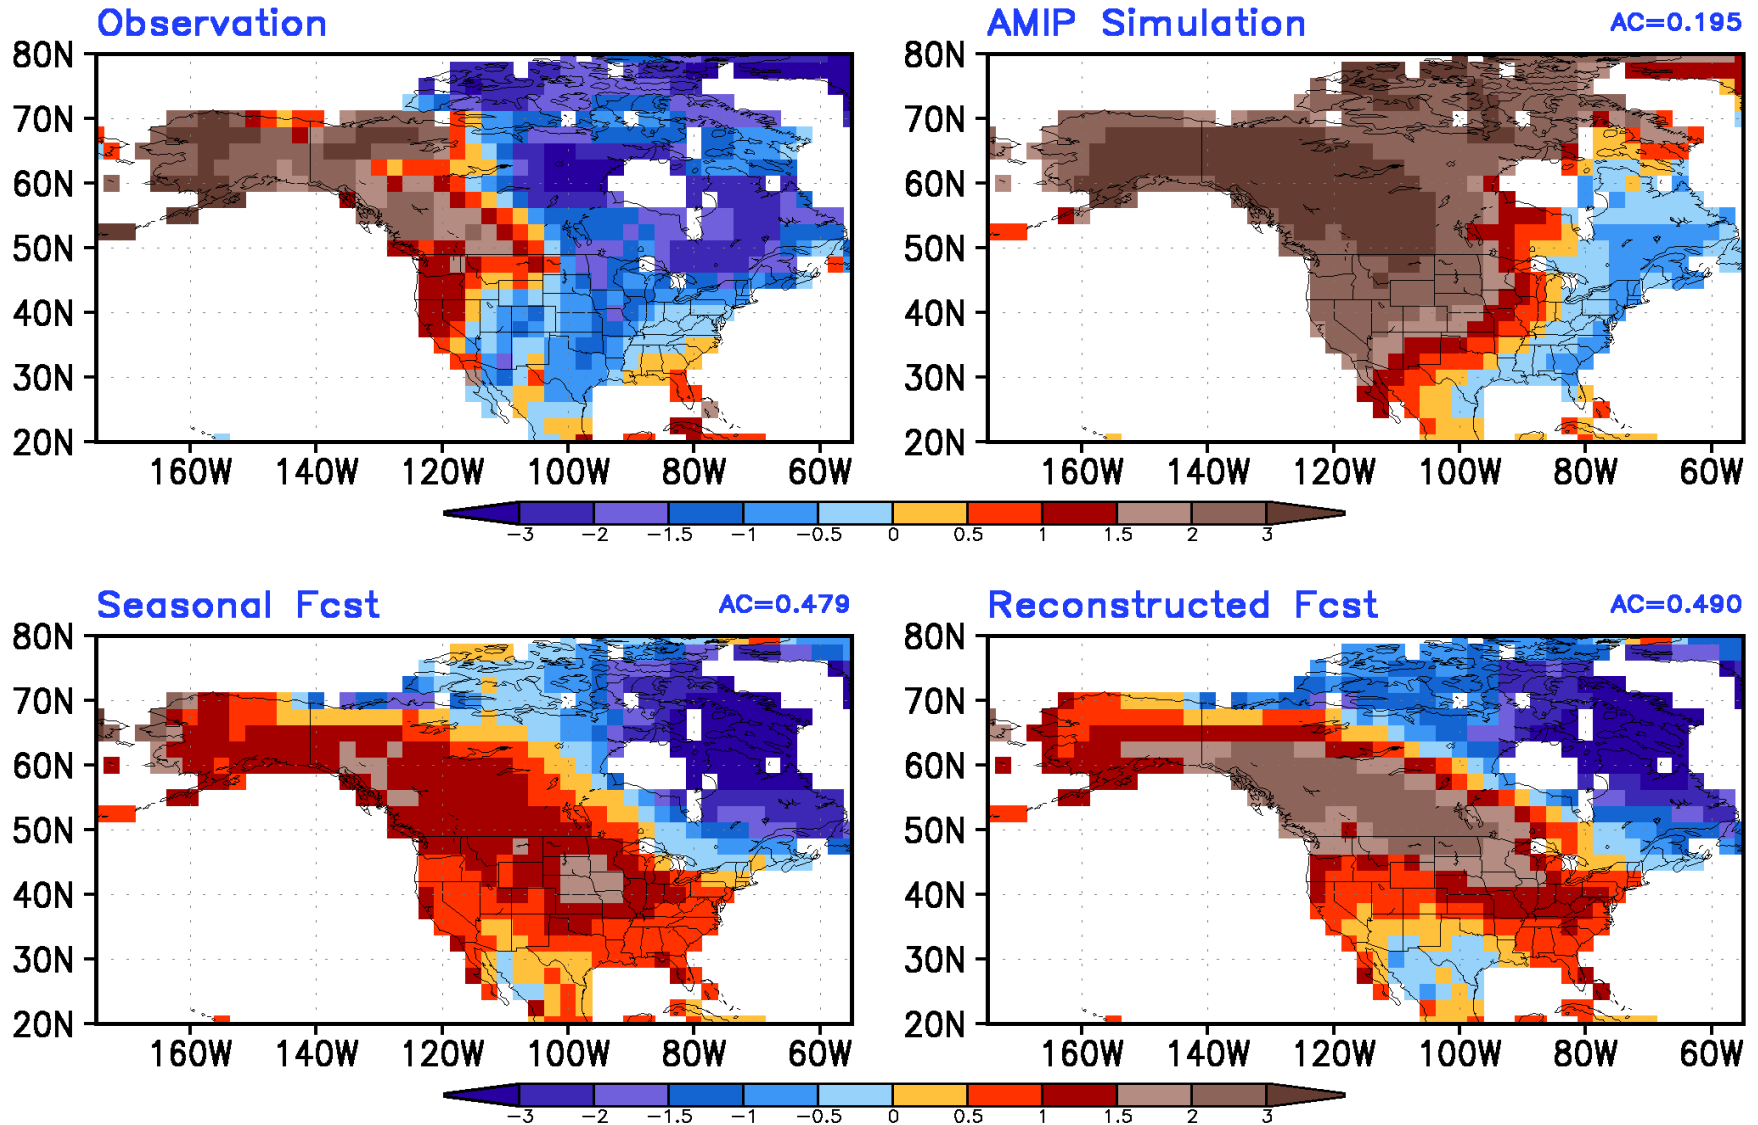 Observation
AMIP Simulation AC=0.195
80N 80N
70N 70N
60N 60N
50N 50N
40N 40N
30N 30N
20N 20N
160W 140W 120W 100W 80W 60W 160W 140W 120W 100W 80W 60W
-3 -2 -1.5 -1 -0.5 0 0.5 1 1.5 2 3
Seasonal Fcst AC=0.479
Reconstructed Fcst AC=0.490
80N 80N
70N 70N
60N 60N
50N 50N
40N 40N
30N 30N
20N 20N
160W 140W 120W 100W 80W 60W 160W 140W 120W 100W 80W 60W
-3 -2 -1.5 -1 -0.5 0 0.5 1 1.5 2 3